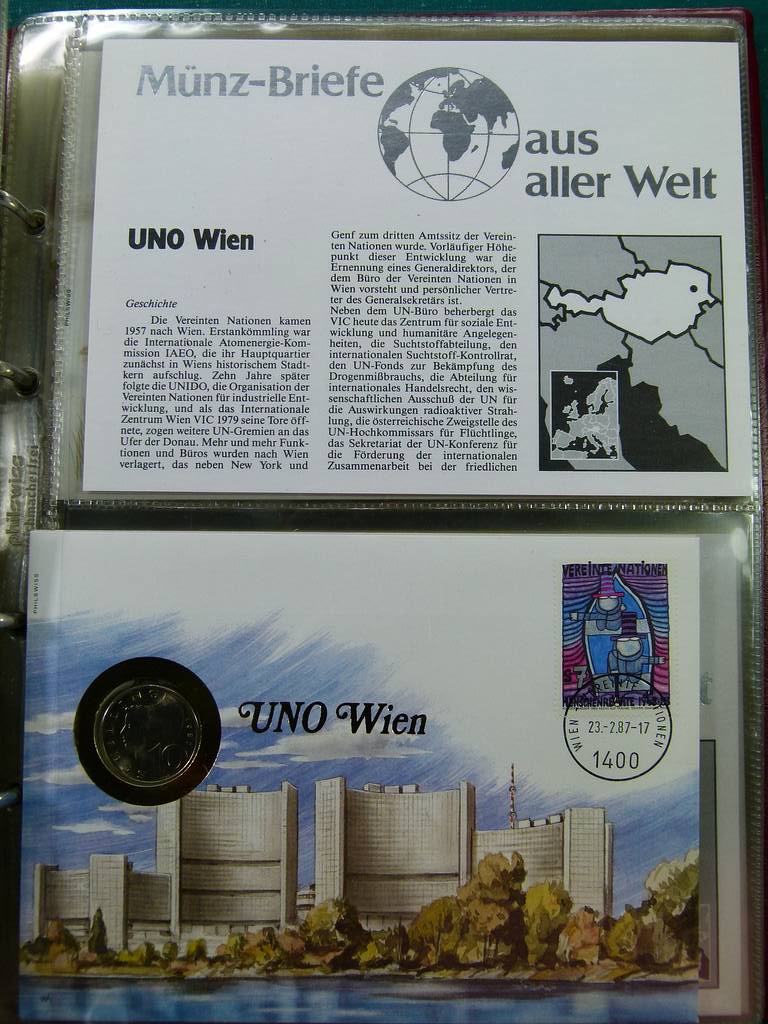 Münz-Briefe
aus
aller Welt
UNO Wien
Geschichte
Die Vereinten Nationen kamen
1957 nach Wien. Erstankömmling war
die Internationale Atomenergie-Kom-
mission IAEO, die ihr Hauptquartier
zunächst in Wiens historischem Stadt-
kern aufschlug. Zehn Jahre später
folgte die UNIDO, die Organisation der
Vereinten Nationen für industrielle Ent-
wicklung, und als das Internationale
Zentrum Wien VIC 1979 seine Tore öff-
nete, zogen weitere UN-Gremien an das
Ufer der Donau. Mehr und mehr Funk-
tionen und Büros wurden nach Wien
verlagert, das neben New York und
Genf zum dritten Amtssitz der Verein-
ten Nationen wurde. Vorläufiger Höhe-
punkt dieser Entwicklung war die
Ernennung eines Generaldirektors, der
dem Büro der Vereinten Nationen in
Wien vorsteht und persönlicher Vertre-
ter des Generalsekretärs ist.
Neben dem UN-Büro beherbergt das
VIC heute das Zentrum für soziale Ent-
wicklung und humanitäre Angelegen-
heiten, die Suchtstoffabteilung, den
internationalen Suchtstoff-Kontrollrat,
den UN-Fonds zur Bekämpfung des
Drogenmißbrauchs, die Abteilung für
internationales Handelsrecht, den wis-
senschaftlichen Ausschuß der UN für
die Auswirkungen radioaktiver Strah-
lung, die österreichische Zweigstelle des
UN-Hochkommissars für Flüchtlinge,
das Sekretariat der UN-Konferenz für
die Förderung der internationalen
Zusammenarbeit bei der friedlichen
PHILSWISS
PHILSWISS
VEREINTE NATIONEN
S7
MENSCHENRECHTE
WIEN VEREINTE NATIONEN
23.-2.87-17
1400
UNO Wien
10